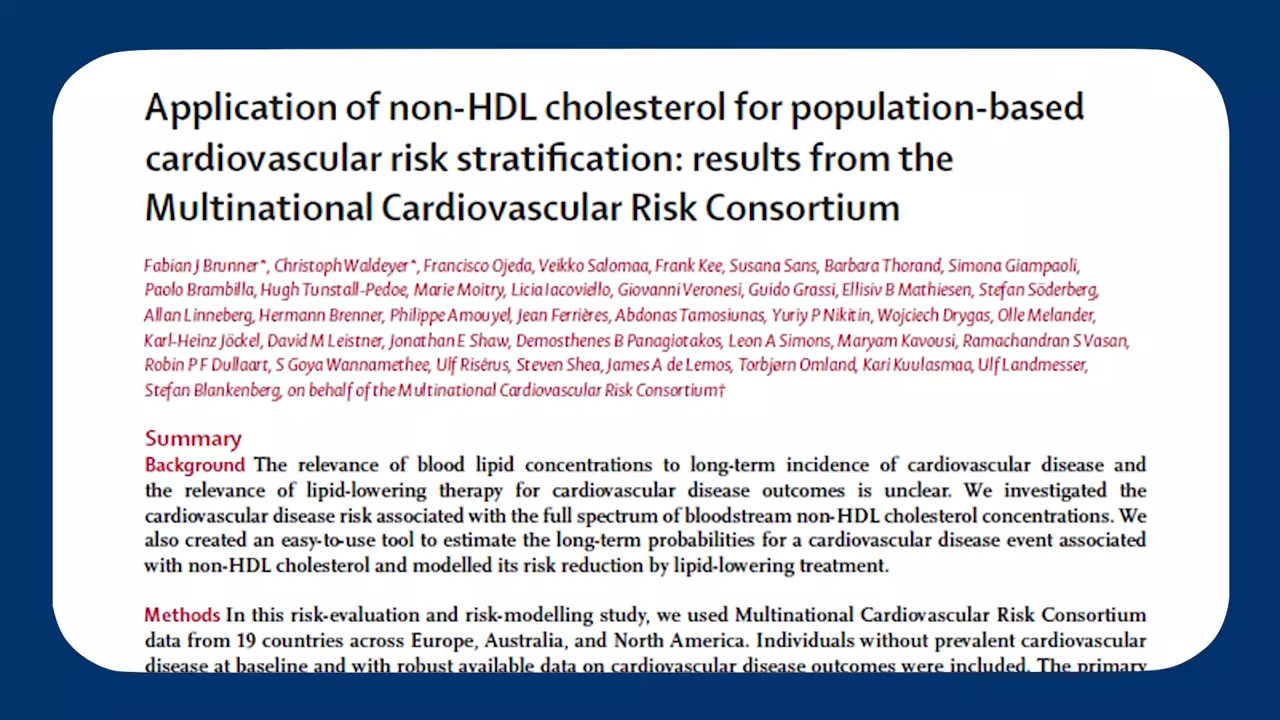 Application of non-HDL cholesterol for population-based
cardiovascular risk stratification: results from the
Multinational Cardiovascular Risk Consortium
Fabian J Brunner*, Christoph Waldeyer*, Francisco Ojeda, Veikko Salomaa, Frank Kee, Susana Sans, Barbara Thorand, Simona Giampaoli,
Paolo Brambilla, Hugh Tunstall-Pedoe, Marie Moitry, Licia Iacoviello, Giovanni Veronesi, Guido Grassi, Ellisiv B Mathiesen, Stefan Söderberg,
Allan Linneberg, Hermann Brenner, Philippe Amouyel, Jean Ferrières, Abdonas Tamosiunas, Yuriy P Nikitin, Wojciech Drygas, Olle Melander,
Karl-Heinz Jöckel, David M Leistner, Jonathan E Shaw, Demosthenes B Panagiotakos, Leon A Simons, Maryam Kavousi, Ramachandran S Vasan,
Robin P F Dullaart, S Goya Wannamethee, Ulf Risérus, Steven Shea, James A de Lemos, Torbjørn Omland, Kari Kuulasmaa, Ulf Landmesser,
Stefan Blankenberg, on behalf of the Multinational Cardiovascular Risk Consortium†
Summary
Background The relevance of blood lipid concentrations to long-term incidence of cardiovascular disease and
the relevance of lipid-lowering therapy for cardiovascular disease outcomes is unclear. We investigated the
cardiovascular disease risk associated with the full spectrum of bloodstream non-HDL cholesterol concentrations. We
also created an easy-to-use tool to estimate the long-term probabilities for a cardiovascular disease event associated
with non-HDL cholesterol and modelled its risk reduction by lipid-lowering treatment.
Methods In this risk-evaluation and risk-modelling study, we used Multinational Cardiovascular Risk Consortium
data from 19 countries across Europe, Australia, and North America. Individuals without prevalent cardiovascular
disease at baseline and with robust available data on cardiovascular disease outcomes were included. The primary